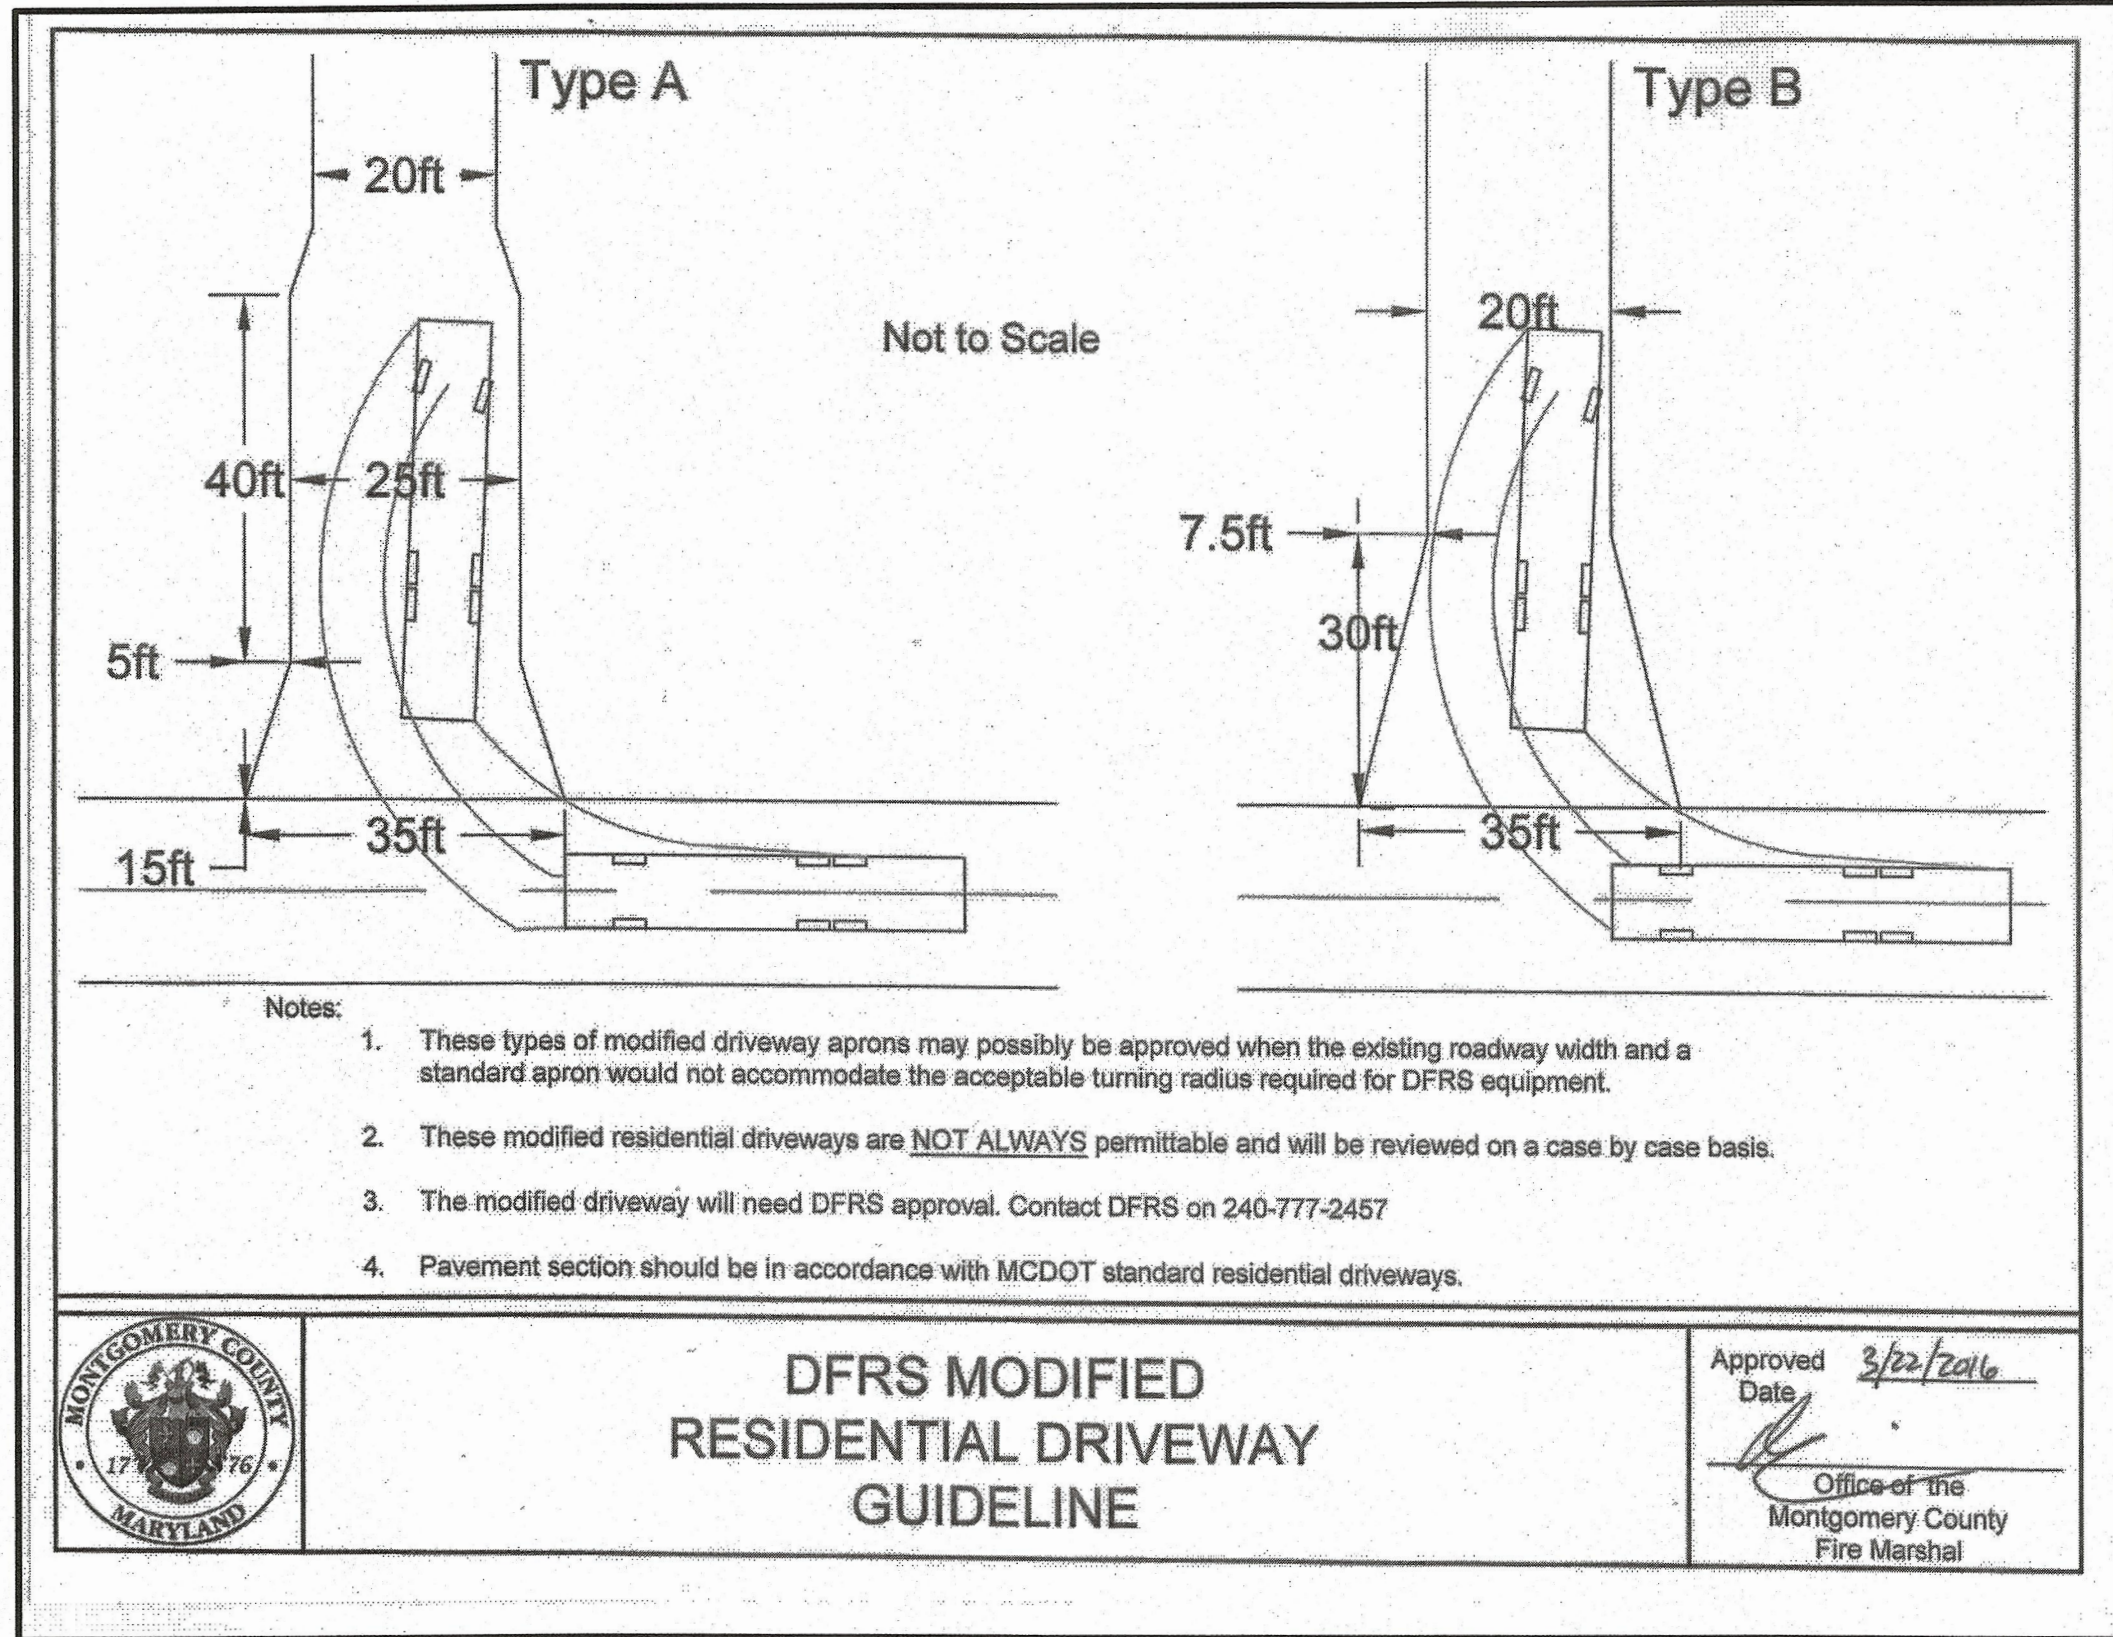 Type A
20ft
40ft
25ft
5ft
35ft
15ft
Not to Scale
Type B
20ft
7.5ft
30ft
35ft
Notes:
1. These types of modified driveway aprons may possibly be approved when the existing roadway width and a
standard apron would not accommodate the acceptable turning radius required for DFRS equipment.
2. These modified residential driveways are NOT ALWAYS permittable and will be reviewed on a case by case basis.
3. The modified driveway will need DFRS approval. Contact DFRS on 240-777-2457
4. Pavement section should be in accordance with MCDOT standard residential driveways.
MONTGOMERY COUNTY
17 76
MARYLAND
DFRS MODIFIED
RESIDENTIAL DRIVEWAY
GUIDELINE
Approved 3/22/2016
Date
Office of the
Montgomery County
Fire Marshal